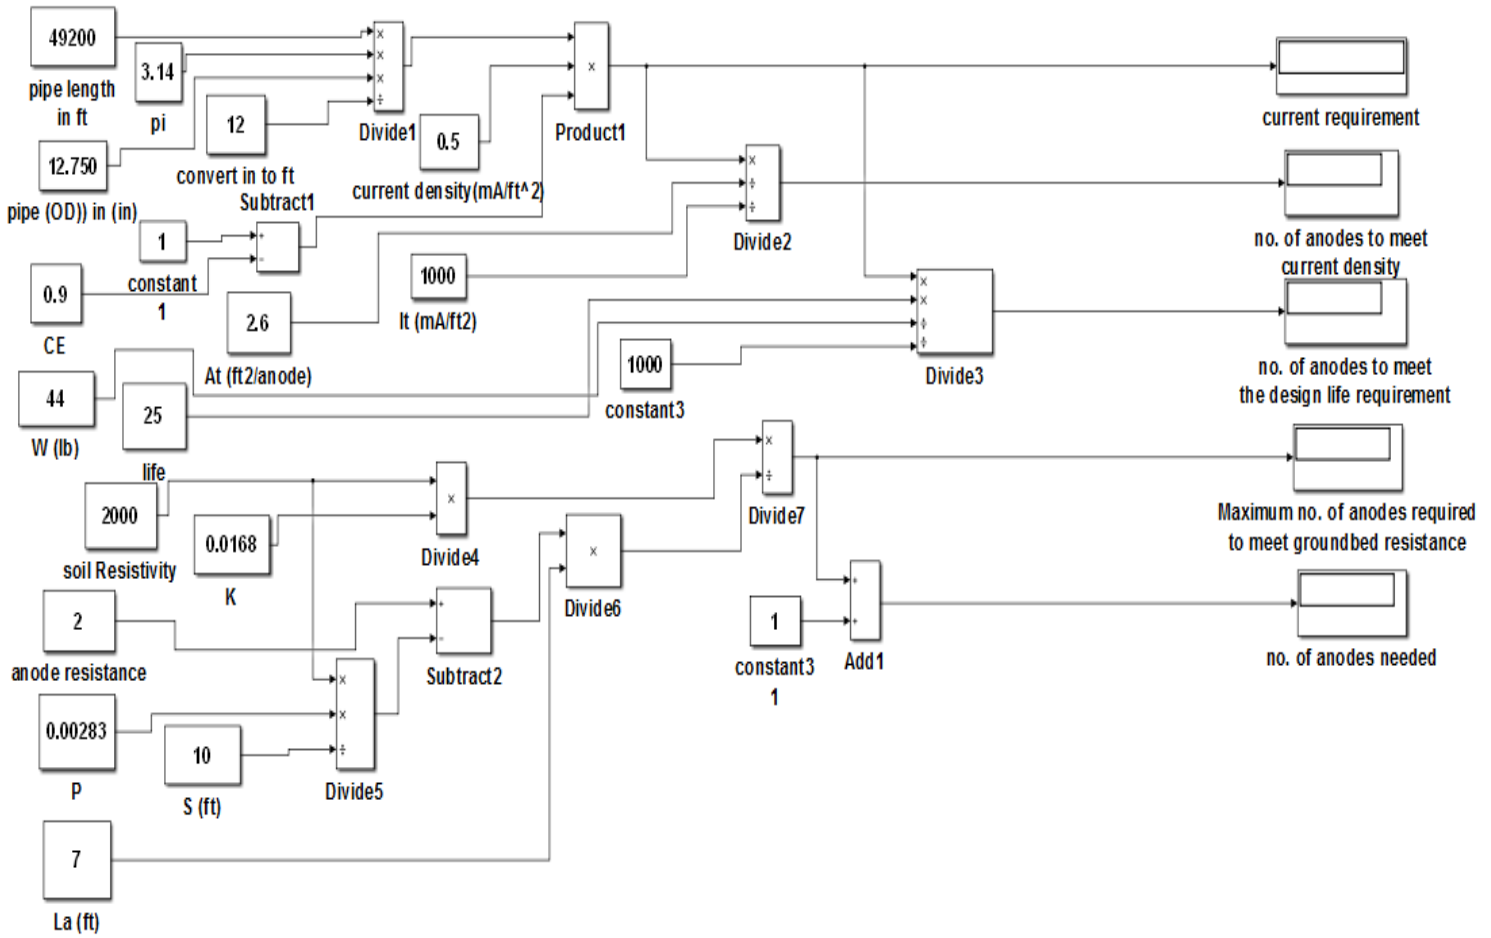 49200
pipe length
in ft
3.14
pi
×
×
×
÷
Divide1
12
convert in to ft
12.750
pipe (OD)) in (in)
0.5
current density(mA/ft^2)
×
Product1
current requirement
1
constant
1
Subtract1
+
−
0.9
CE
2.6
At (ft2/anode)
1000
It (mA/ft2)
×
÷
÷
Divide2
no. of anodes to meet
current density
44
W (lb)
25
life
1000
constant3
×
×
÷
÷
Divide3
no. of anodes to meet
the design life requirement
2000
soil Resistivity
0.0168
K
×
Divide4
×
÷
Divide7
Maximum no. of anodes required
to meet groundbed resistance
2
anode resistance
+
−
Subtract2
×
Divide6
1
constant3
1
+
+
Add1
no. of anodes needed
0.00283
P
10
S (ft)
×
×
÷
Divide5
7
La (ft)